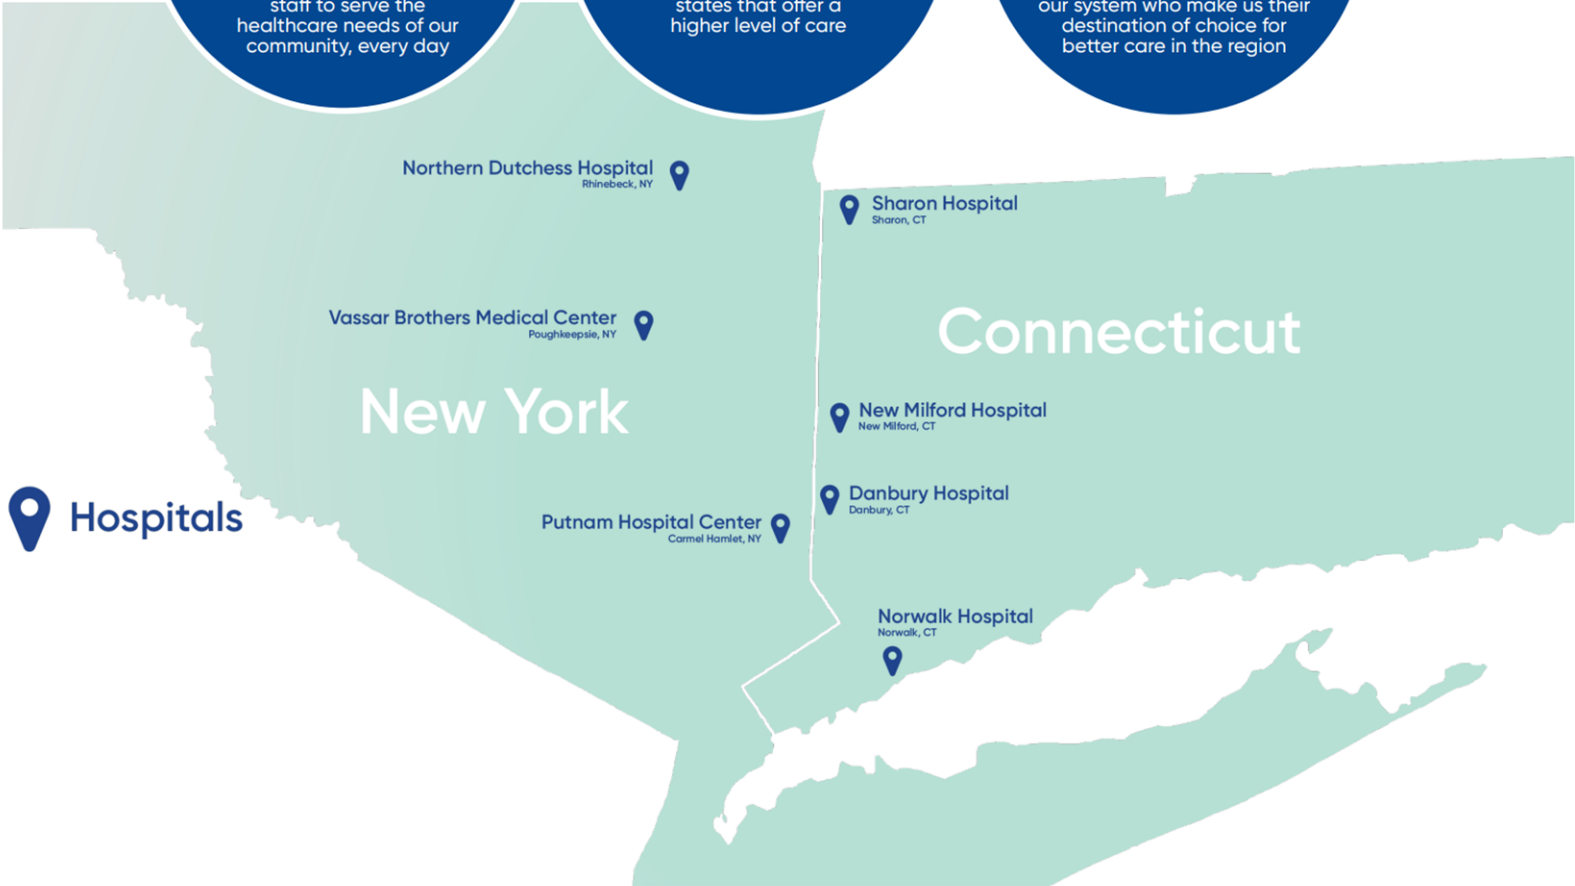 staff to serve the
healthcare needs of our
community, every day
states that offer a
higher level of care
our system who make us their
destination of choice for
better care in the region
Northern Dutchess Hospital
Rhinebeck, NY
Sharon Hospital
Sharon, CT
Vassar Brothers Medical Center
Poughkeepsie, NY
Connecticut
New York
New Milford Hospital
New Milford, CT
Danbury Hospital
Danbury, CT
Hospitals
Putnam Hospital Center
Carmel Hamlet, NY
Norwalk Hospital
Norwalk, CT